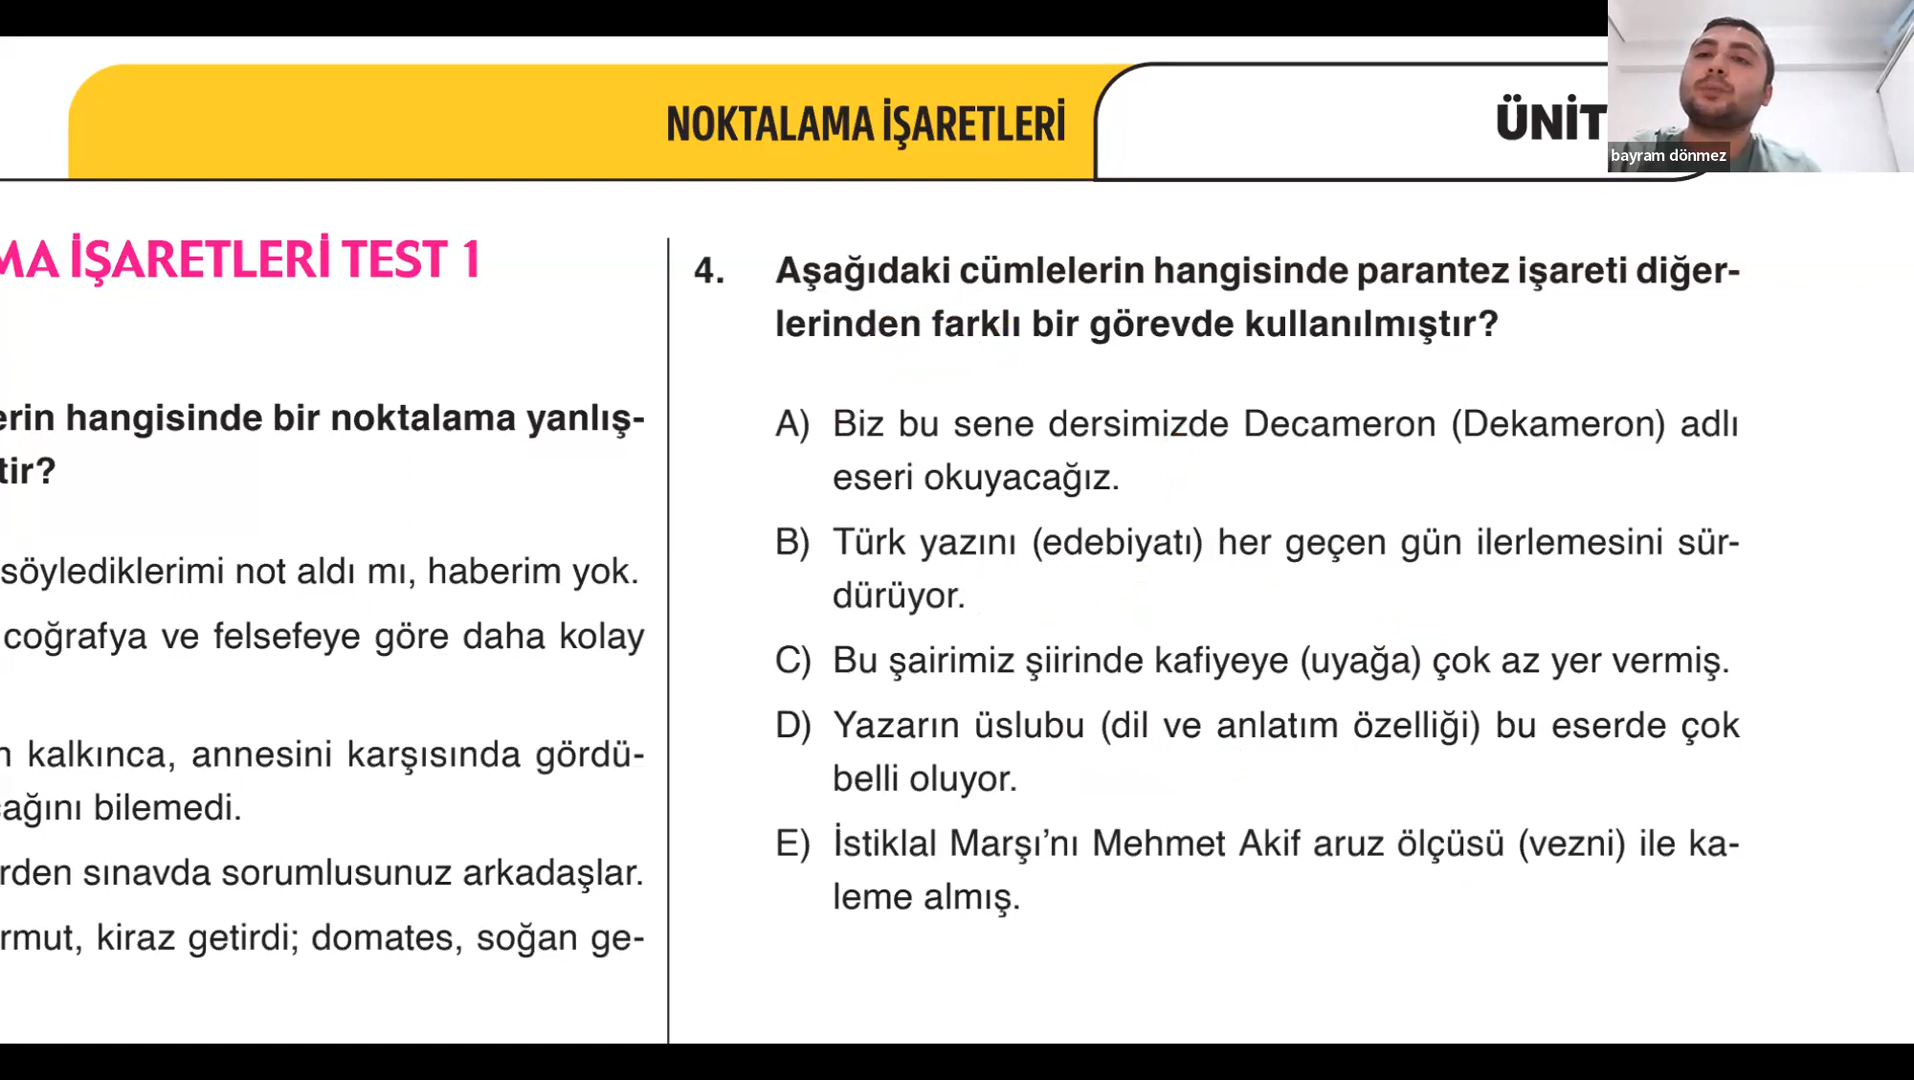 NOKTALAMA İŞARETLERİ
ÜNİT
bayram dönmez
MA İŞARETLERİ TEST 1
erin hangisinde bir noktalama yanlış-
tir?
söylediklerimi not aldı mı, haberim yok.
coğrafya ve felsefeye göre daha kolay
n kalkınca, annesini karşısında gördü-
ağını bilemedi.
rden sınavda sorumlusunuz arkadaşlar.
rmut, kiraz getirdi; domates, soğan ge-
4. Aşağıdaki cümlelerin hangisinde parantez işareti diğer-
lerinden farklı bir görevde kullanılmıştır?
A) Biz bu sene dersimizde Decameron (Dekameron) adlı
eseri okuyacağız.
B) Türk yazını (edebiyatı) her geçen gün ilerlemesini sür-
dürüyor.
C) Bu şairimiz şiirinde kafiyeye (uyağa) çok az yer vermiş.
D) Yazarın üslubu (dil ve anlatım özelliği) bu eserde çok
belli oluyor.
E) İstiklal Marşı’nı Mehmet Akif aruz ölçüsü (vezni) ile ka-
leme almış.